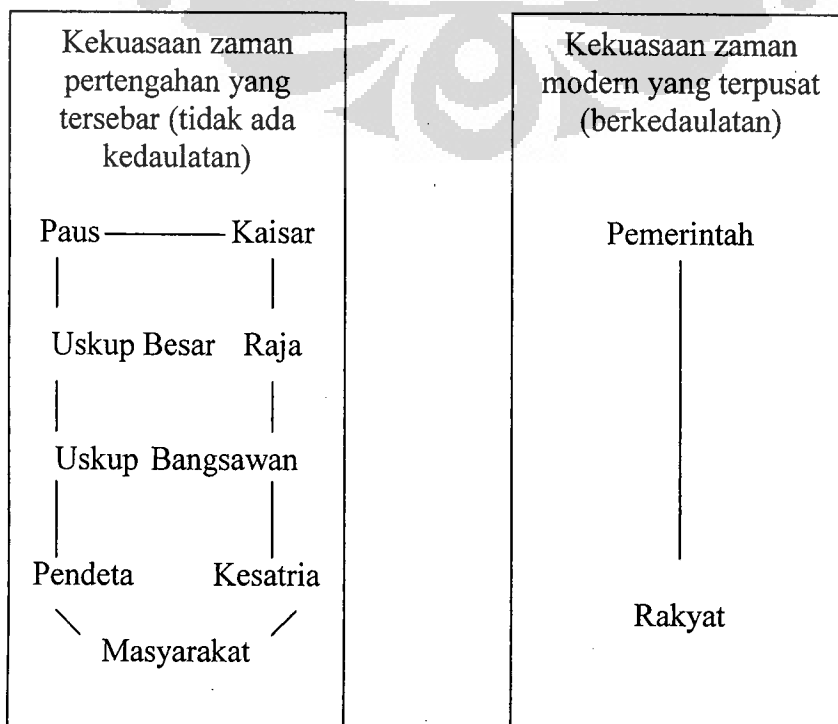 Kekuasaan zaman
pertengahan yang
tersebar (tidak ada
kedaulatan)
Paus Kaisar
Uskup Besar Raja
Uskup Bangsawan
Pendeta Kesatria
Masyarakat
Kekuasaan zaman
modern yang terpusat
(berkedaulatan)
Pemerintah
Rakyat